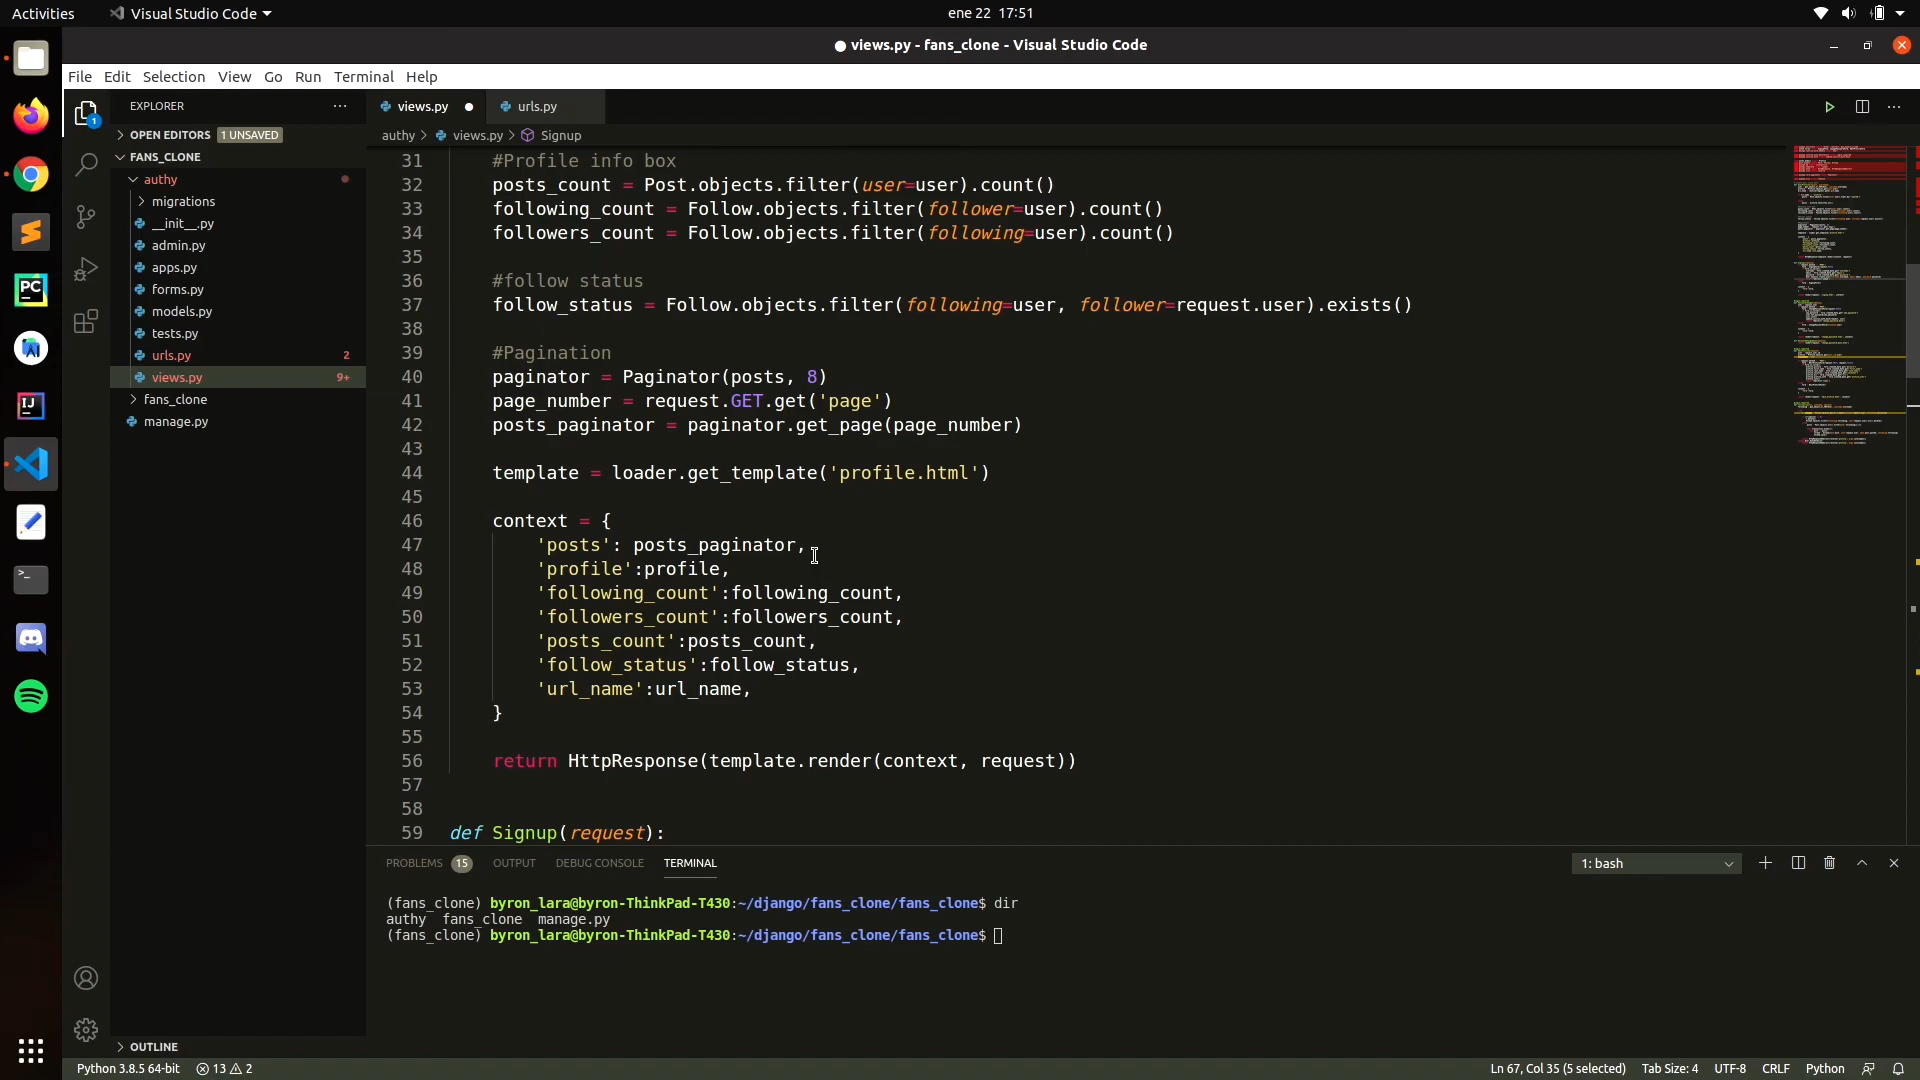 Activities
Visual Studio Code
ene 22 17:51
● views.py - fans_clone - Visual Studio Code
File Edit Selection View Go Run Terminal Help
EXPLORER
views.py
urls.py
OPEN EDITORS 1 UNSAVED
authy > views.py > Signup
FANS_CLONE
authy
migrations
__init__.py
admin.py
apps.py
forms.py
models.py
tests.py
urls.py 2
views.py 9+
fans_clone
manage.py
1
PC
31 #Profile info box
32 posts_count = Post.objects.filter(user=user).count()
33 following_count = Follow.objects.filter(follower=user).count()
34 followers_count = Follow.objects.filter(following=user).count()
35
36 #follow status
37 follow_status = Follow.objects.filter(following=user, follower=request.user).exists()
38
39 #Pagination
40 paginator = Paginator(posts, 8)
41 page_number = request.GET.get('page')
42 posts_paginator = paginator.get_page(page_number)
43
44 template = loader.get_template('profile.html')
45
46 context = {
47 'posts': posts_paginator,
48 'profile':profile,
49 'following_count':following_count,
50 'followers_count':followers_count,
51 'posts_count':posts_count,
52 'follow_status':follow_status,
53 'url_name':url_name,
54 }
55
56 return HttpResponse(template.render(context, request))
57
58
59 def Signup(request):
PROBLEMS 15 OUTPUT DEBUG CONSOLE TERMINAL
1: bash
(fans_clone) byron_lara@byron-ThinkPad-T430:~/django/fans_clone/fans_clone$ dir
authy fans_clone manage.py
(fans_clone) byron_lara@byron-ThinkPad-T430:~/django/fans_clone/fans_clone$
OUTLINE
Python 3.8.5 64-bit 13 2
Ln 67, Col 35 (5 selected) Tab Size: 4 UTF-8 CRLF Python